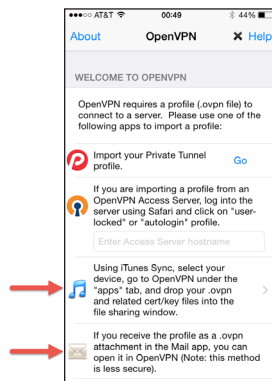 AT&T 00:49 44%
About OpenVPN ✖ Help
WELCOME TO OPENVPN
OpenVPN requires a profile (.ovpn file) to
connect to a server. Please use one of the
following apps to import a profile:
Import your Private Tunnel
profile.
Go
If you are importing a profile from an
OpenVPN Access Server, log into the
server using Safari and click on "user-
locked" or "autologin" profile.
Enter Access Server hostname
Using iTunes Sync, select your
device, go to OpenVPN under the
"apps" tab, and drop your .ovpn
and related cert/key files into the
file sharing window.
If you receive the profile as a .ovpn
attachment in the Mail app, you can
open it in OpenVPN (Note: this method
is less secure).